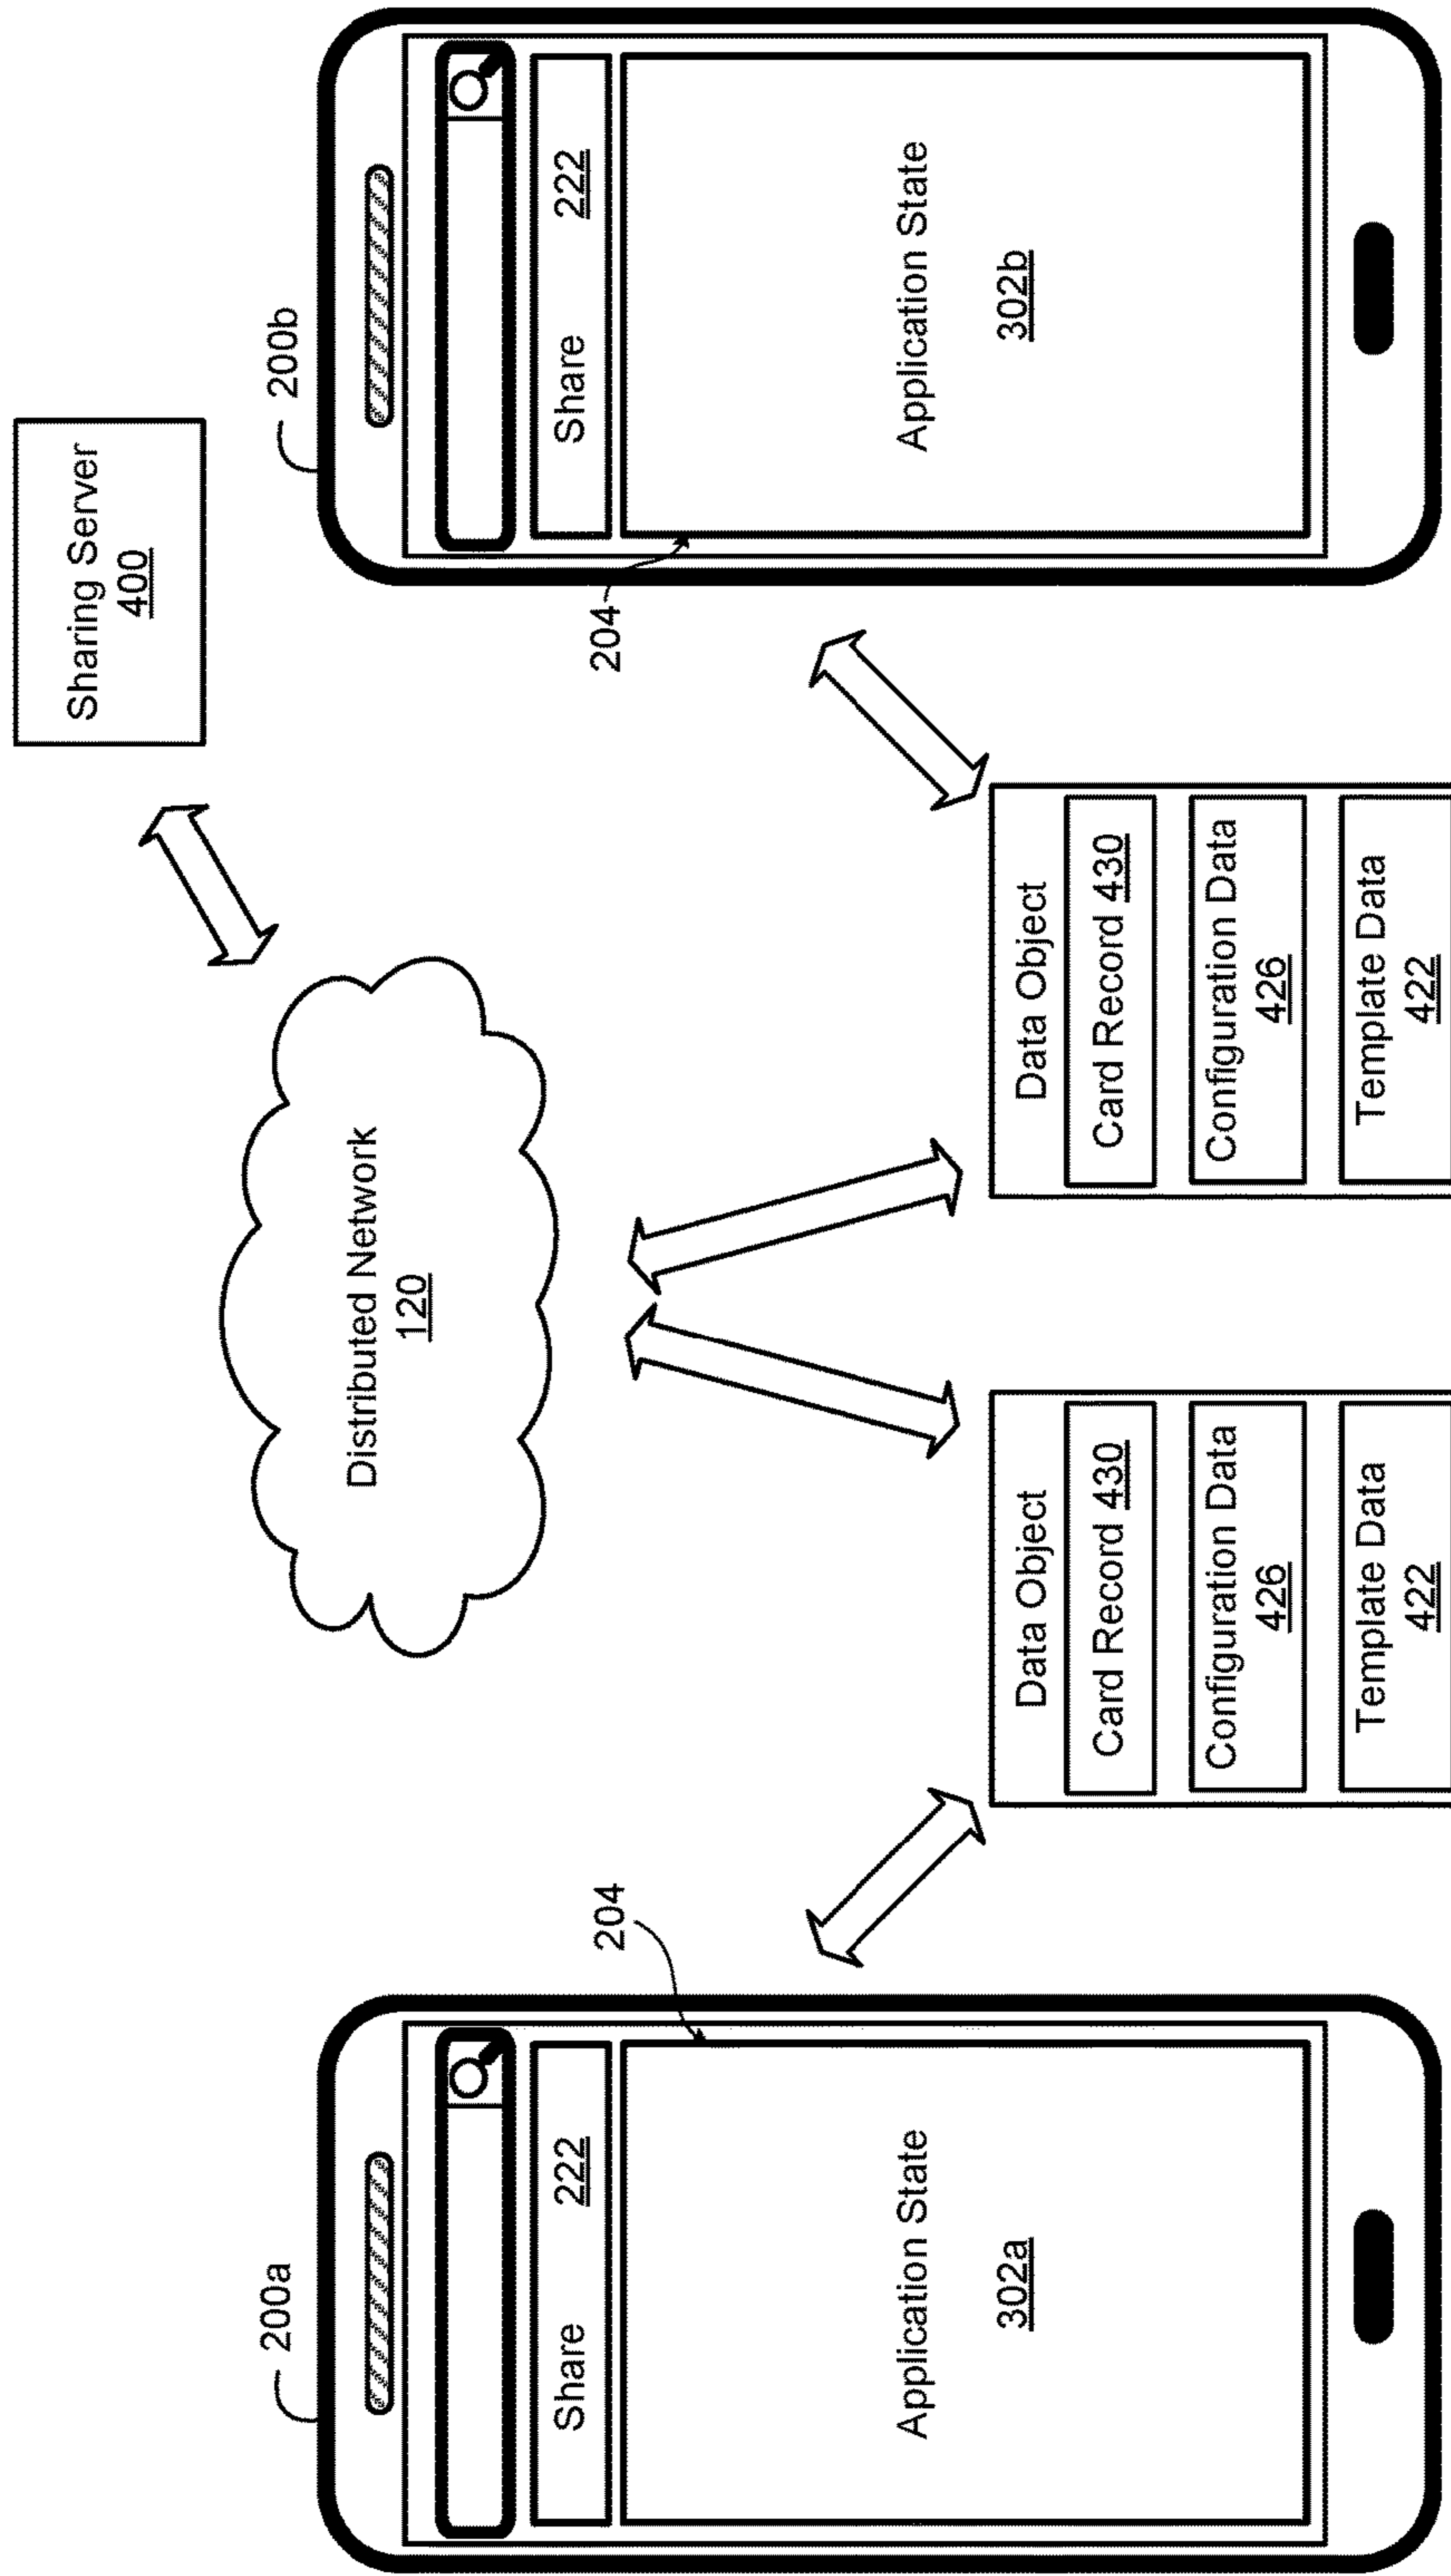 Sharing Server
400
200a
200b
Distributed Network
120
Share 222
204
Application State
302a
Share 222
204
Application State
302b
Data Object
Card Record 430
Configuration Data
426
Template Data
422
Data Object
Card Record 430
Configuration Data
426
Template Data
422